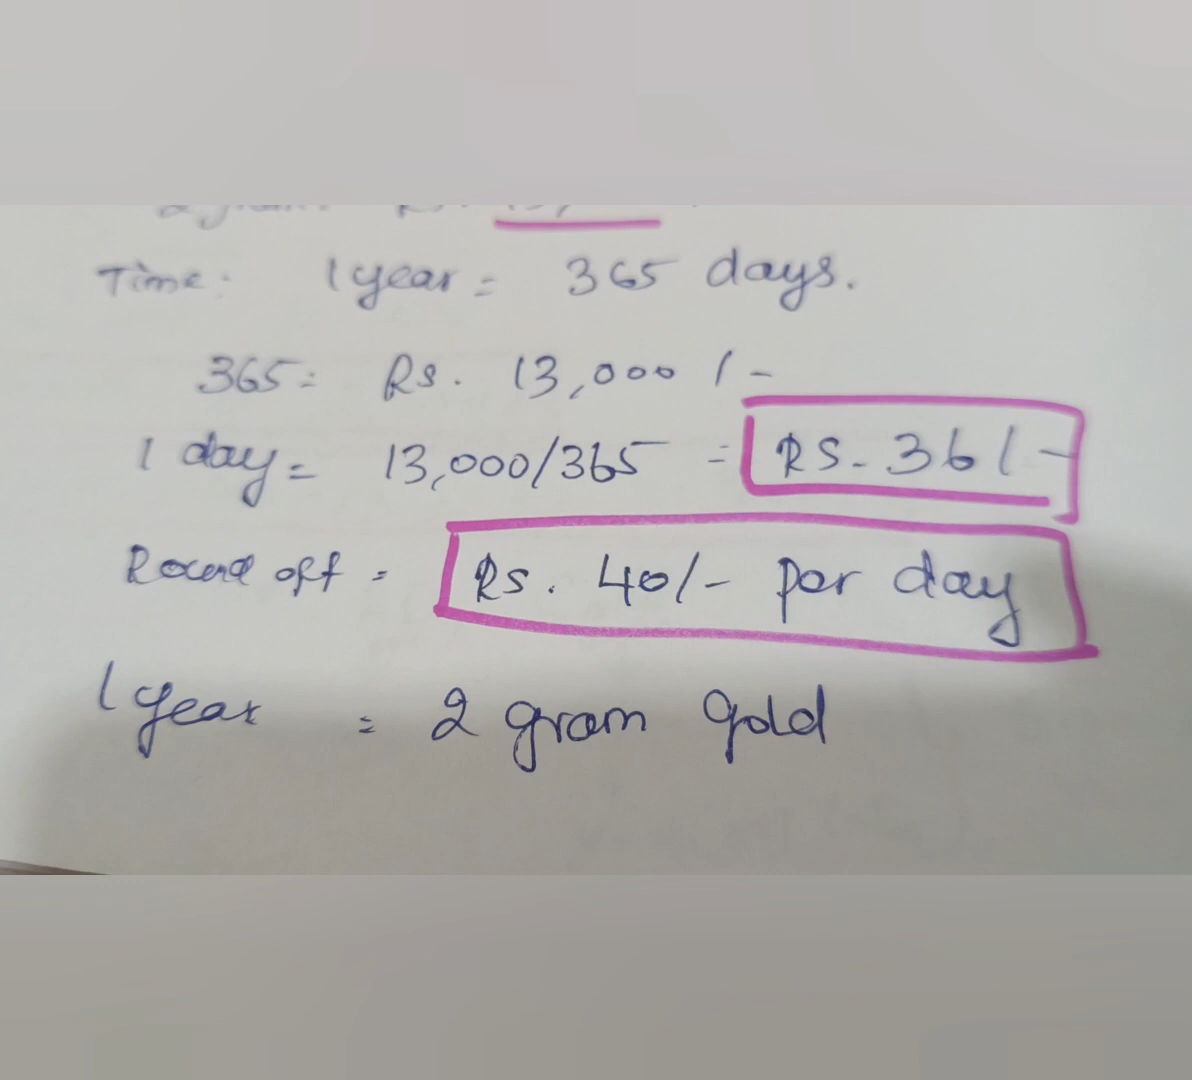 Time: 1 year = 365 days.
365 = Rs. 13,000/-
1 day = 13,000/365 = RS. 36/-
Round off = Rs. 40/- per day
1 year = 2 gram gold